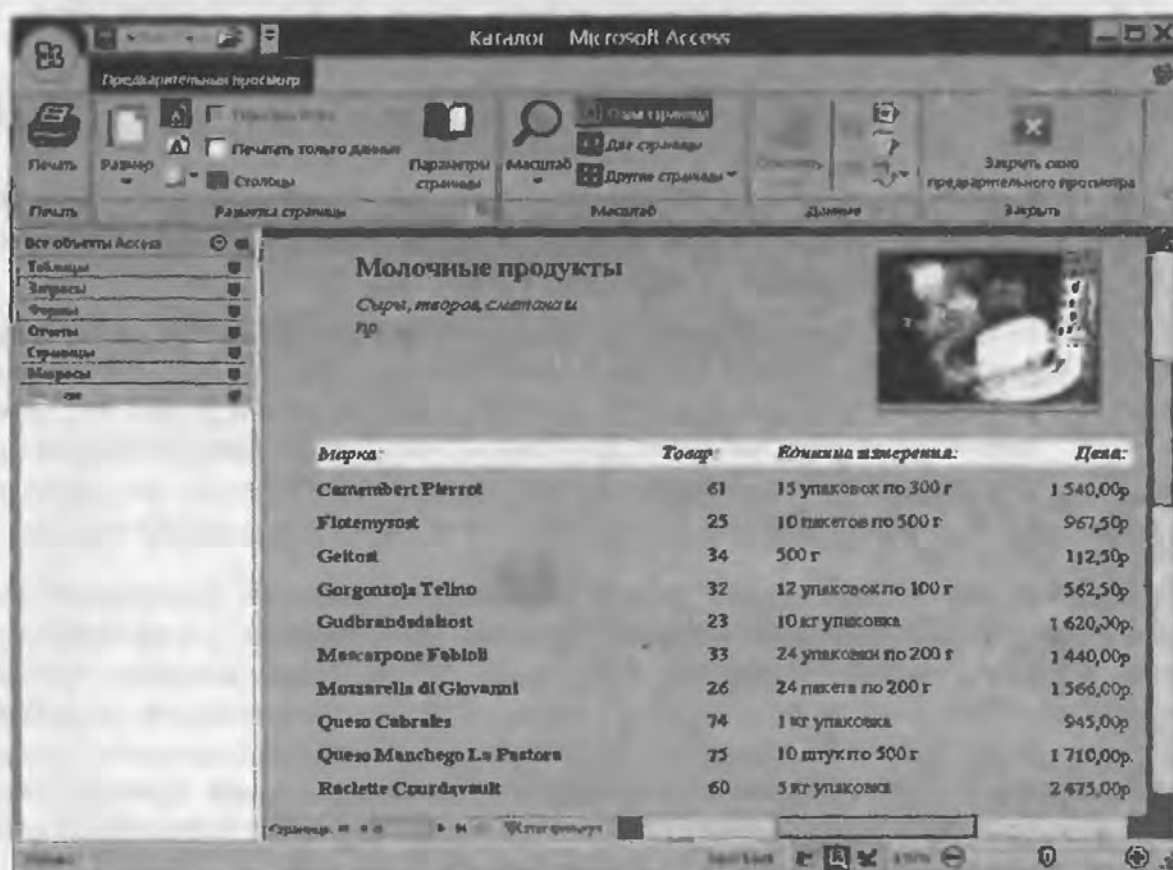 Каталог Microsoft Access
Предварительный просмотр
Печать
Размер
Печатать только данные
Столбцы
Параметры страницы
Масштаб
Одна страница
Две страницы
Другие страницы
Закрыть окно предварительного просмотра
Печать Разметка страницы Масштаб Данные Закрыть
Все объекты Access
Таблицы
Запросы
Формы
Отчеты
Страницы
Макросы
Молочные продукты
Сыры, творог, сметана и
пр
Марка: Товар: Единица измерения: Цена:
Camembert Pierrot 61 15 упаковок по 300 г 1 540,00р
Flotemysost 25 10 пакетов по 500 г 967,50р
Geitost 34 500 г 112,50р
Gorgonzola Telino 32 12 упаковок по 100 г 562,50р
Gudbrandsdalsost 23 10 кг упаковка 1 620,00р.
Mascarpone Fabioli 33 24 упаковки по 200 г 1 440,00р
Mozzarella di Giovanni 26 24 пакета по 200 г 1 566,00р.
Queso Cabrales 74 1 кг упаковка 945,00р
Queso Manchego La Pastora 75 10 штук по 500 г 1 710,00р.
Raclette Courdavault 60 5 кг упаковка 2 475,00р
Страница: